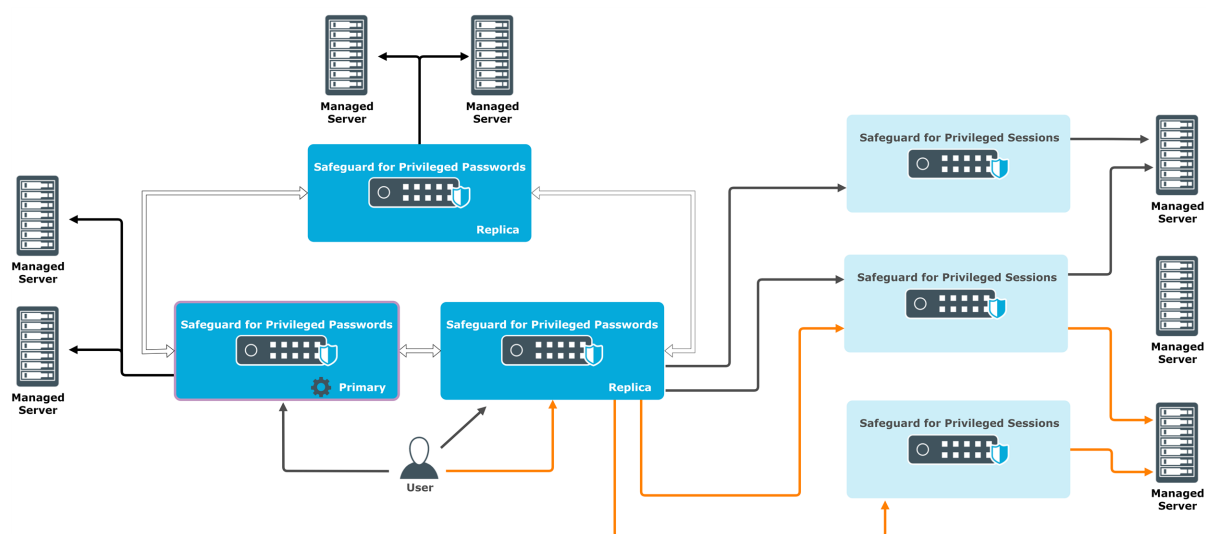 Managed
Server
Managed
Server
Safeguard for Privileged Passwords
Replica
Safeguard for Privileged Sessions
Managed
Server
Managed
Server
Safeguard for Privileged Sessions
Managed
Server
Safeguard for Privileged Passwords
Primary
Safeguard for Privileged Passwords
Replica
Managed
Server
User
Safeguard for Privileged Sessions
Managed
Server